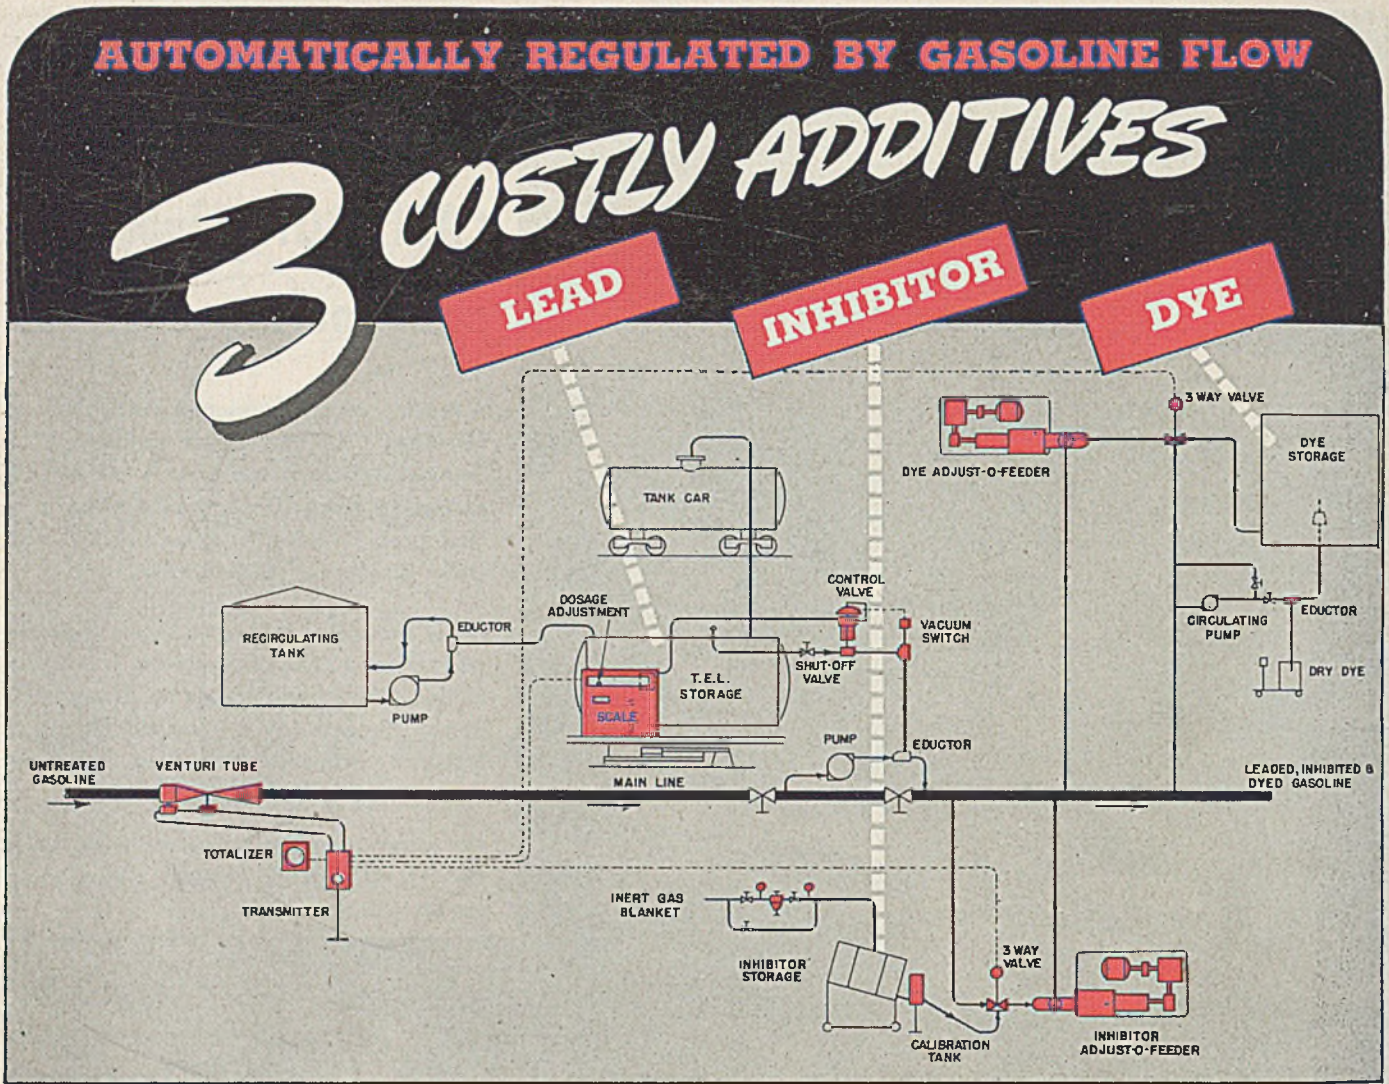 AUTOMATICALLY REGULATED BY GASOLINE FLOW
3 COSTLY ADDITIVES
LEAD
INHIBITOR
DYE
3 WAY VALVE
DYE
STORAGE
DYE ADJUST-O-FEEDER
TANK CAR
CONTROL
VALVE
DOSAGE
ADJUSTMENT
EDUCTOR
RECIRCULATING
TANK
VACUUM
SWITCH
EDUCTOR
CIRCULATING
PUMP
SHUT-OFF
VALVE
T.E.L.
STORAGE
DRY DYE
SCALE
PUMP
PUMP
EDUCTOR
UNTREATED
GASOLINE
VENTURI TUBE
MAIN LINE
LEADED, INHIBITED &
DYED GASOLINE
TOTALIZER
TRANSMITTER
INERT GAS
BLANKET
INHIBITOR
STORAGE
3 WAY
VALVE
CALIBRATION
TANK
INHIBITOR
ADJUST-O-FEEDER